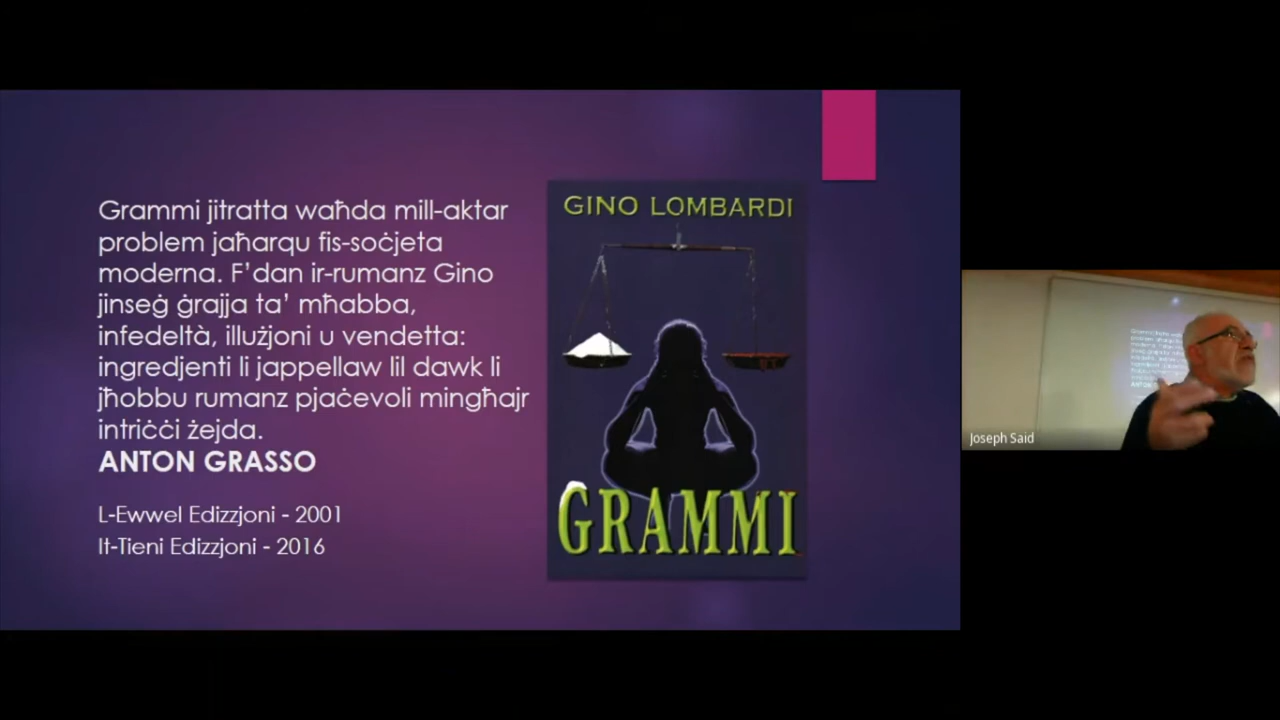 Grammi jitratta waħda mill-aktar
problem jaħarqu fis-soċjeta
moderna. F'dan ir-rumanz Gino
jinseġ ġrajja ta' mħabba,
infedeltà, illużjoni u vendetta:
ingredjenti li jappellaw lil dawk li
jħobbu rumanz pjaċevoli mingħajr
intriċċi żejda.
ANTON GRASSO
L-Ewwel Edizzjoni - 2001
It-Tieni Edizzjoni - 2016
GINO LOMBARDI
GRAMMI
Joseph Said